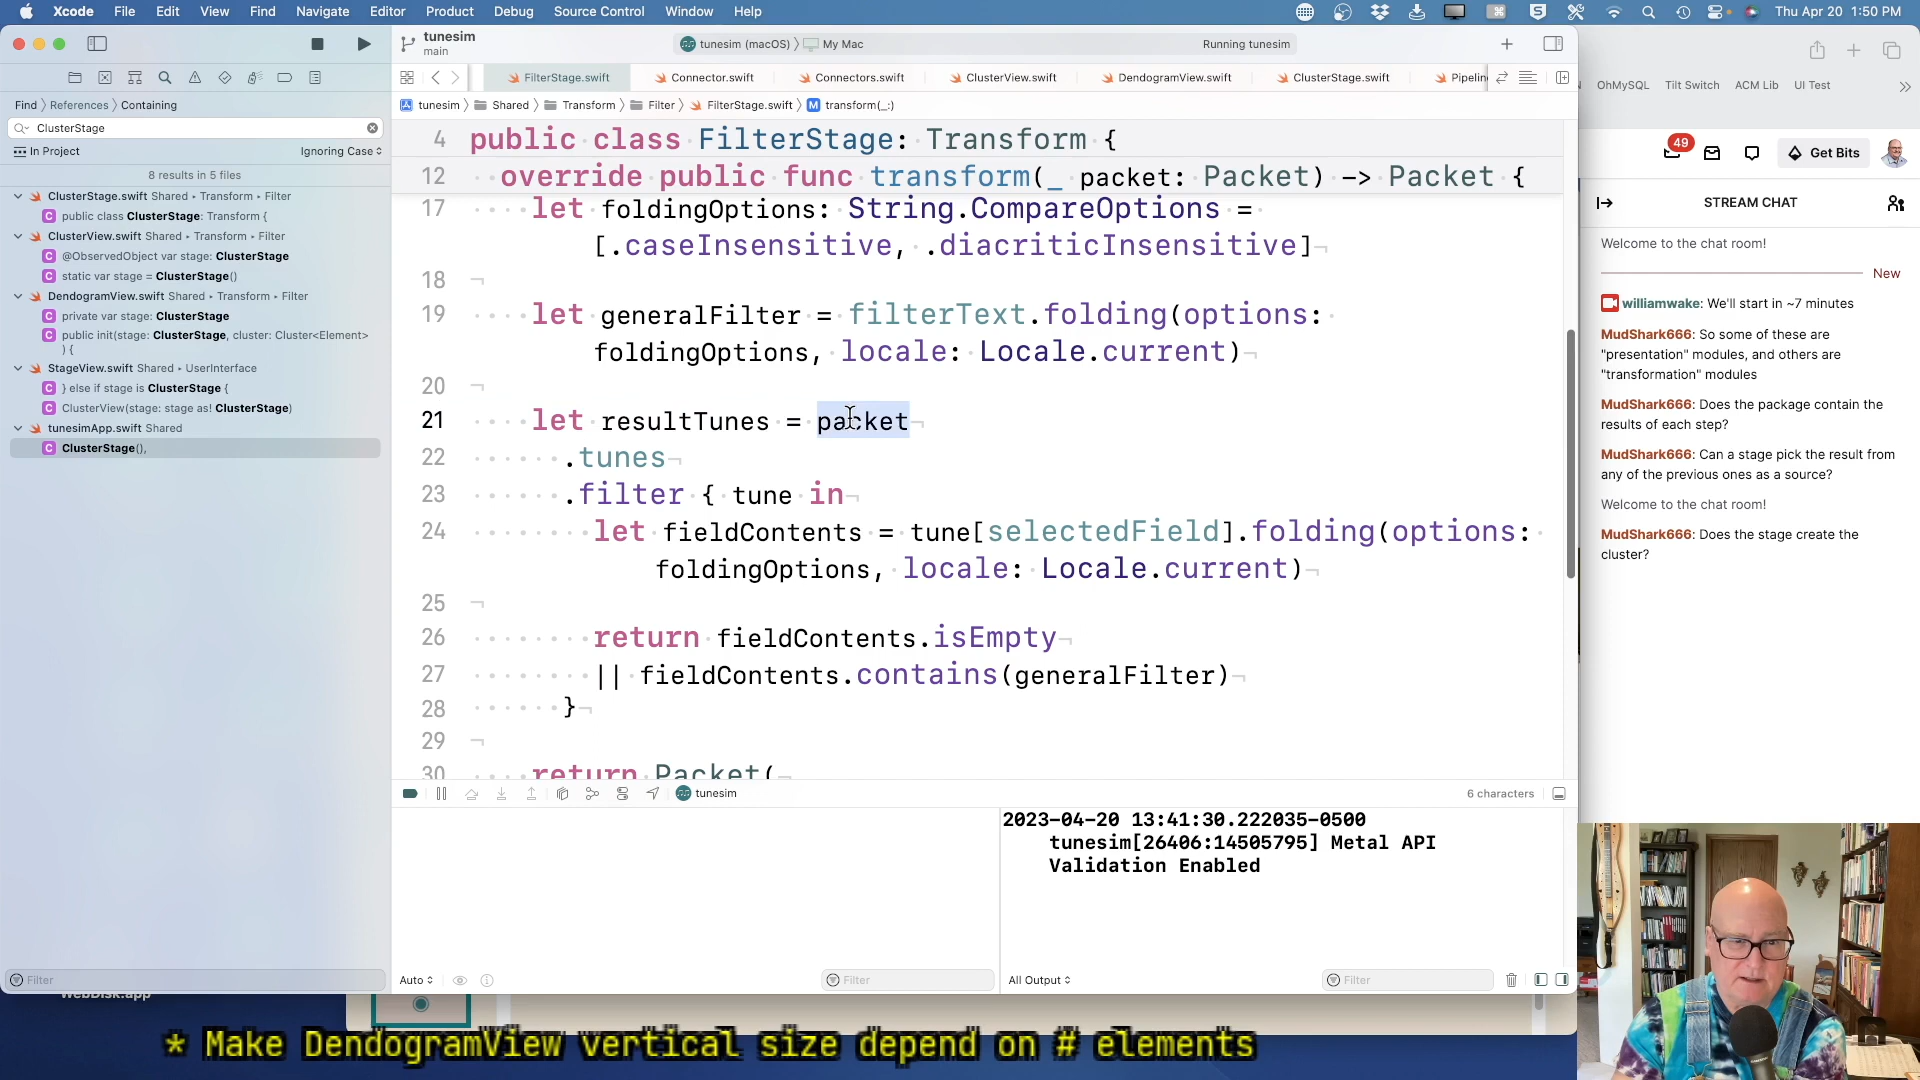 Xcode File Edit View Find Navigate Editor Product Debug Source Control Window Help
Thu Apr 20 1:50 PM
tunesim
main
tunesim (macOS) 〉 My Mac
Running tunesim
FilterStage.swift Connector.swift Connectors.swift ClusterView.swift DendogramView.swift ClusterStage.swift Pipelin
Find 〉 References 〉 Containing
tunesim 〉 Shared 〉 Transform 〉 Filter 〉 FilterStage.swift 〉 M transform(_:)
ClusterStage
In Project
Ignoring Case
8 results in 5 files
ClusterStage.swift Shared ▸ Transform ▸ Filter
C public class ClusterStage: Transform {
ClusterView.swift Shared ▸ Transform ▸ Filter
C @ObservedObject var stage: ClusterStage
C static var stage = ClusterStage()
DendogramView.swift Shared ▸ Transform ▸ Filter
C private var stage: ClusterStage
C public init(stage: ClusterStage, cluster: Cluster<Element>
) {
StageView.swift Shared ▸ UserInterface
C } else if stage is ClusterStage {
C ClusterView(stage: stage as! ClusterStage)
tunesimApp.swift Shared
C ClusterStage(),
Filter
WebDisk.app
4 public class FilterStage: Transform {
12 override public func transform(_ packet: Packet) -> Packet {
17 let foldingOptions: String.CompareOptions =
[.caseInsensitive, .diacriticInsensitive]¬
18 ¬
19 let generalFilter = filterText.folding(options:
foldingOptions, locale: Locale.current)¬
20 ¬
21 let resultTunes = packet¬
22 .tunes¬
23 .filter { tune in¬
24 let fieldContents = tune[selectedField].folding(options:
foldingOptions, locale: Locale.current)¬
25 ¬
26 return fieldContents.isEmpty¬
27 || fieldContents.contains(generalFilter)¬
28 }¬
29 ¬
30 return Packet(¬
tunesim
6 characters
2023-04-20 13:41:30.222035-0500
tunesim[26406:14505795] Metal API
Validation Enabled
Auto
Filter
All Output
Filter
OhMySQL Tilt Switch ACM Lib UI Test
49
Get Bits
STREAM CHAT
Welcome to the chat room!
New
williamwake: We'll start in ~7 minutes
MudShark666: So some of these are
"presentation" modules, and others are
"transformation" modules
MudShark666: Does the package contain the
results of each step?
MudShark666: Can a stage pick the result from
any of the previous ones as a source?
Welcome to the chat room!
MudShark666: Does the stage create the
cluster?
* Make DendogramView vertical size depend on # elements